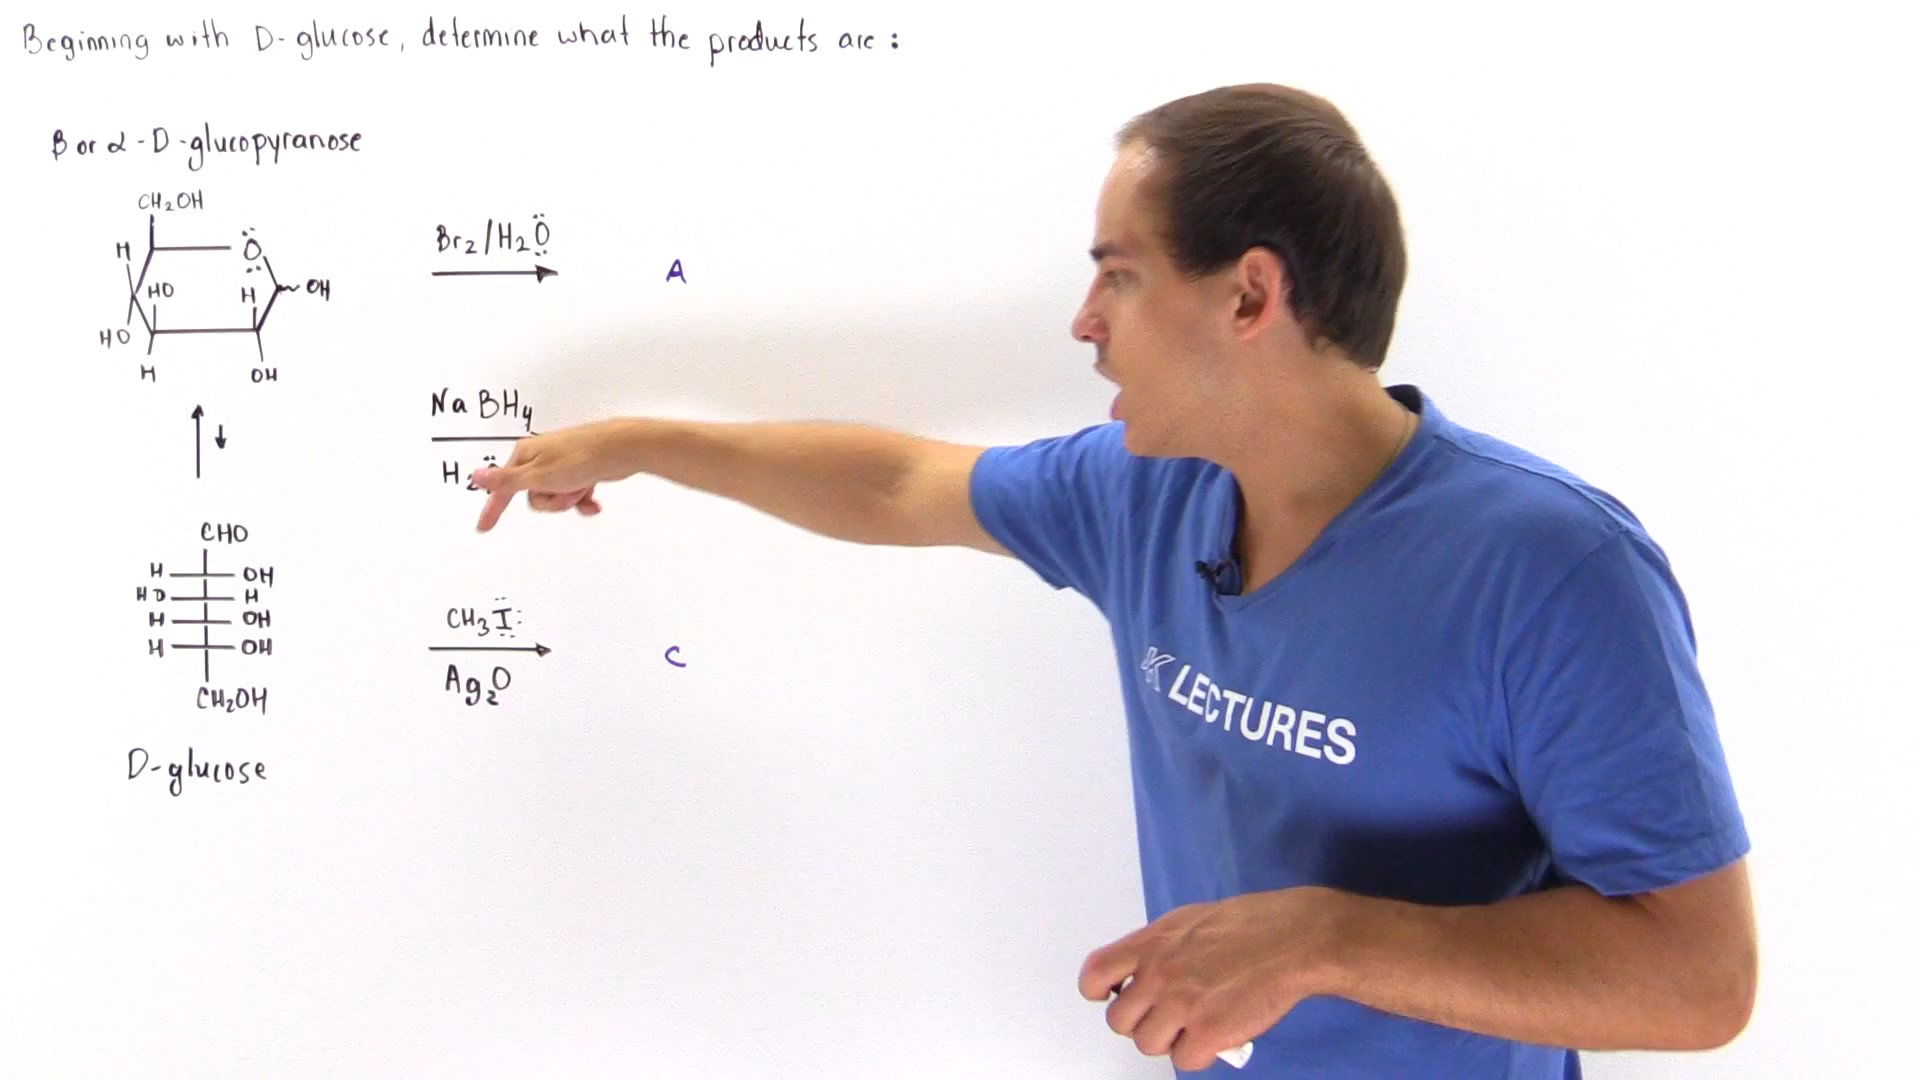 Beginning with D-glucose, determine what the products are:
β or α-D-glucopyranose
CH₂OH
H
O
HO
H
OH
HO
H
OH
Br₂/H₂O
A
NaBH₄
H₂
CHO
H OH
HO H
H OH
H OH
CH₂OH
D-glucose
CH₃I
Ag₂O
C
LECTURES